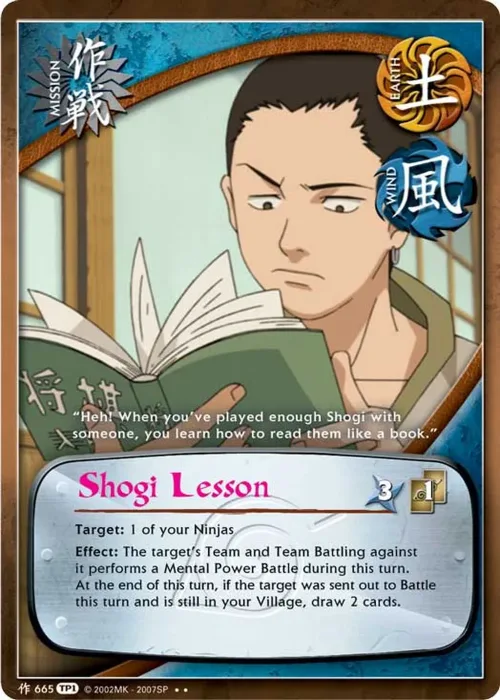 MISSION
作戦
EARTH
土
WIND
風
将棋
"Heh! When you've played enough Shogi with
someone, you learn how to read them like a book."
Shogi Lesson
3
1
Target: 1 of your Ninjas
Effect: The target's Team and Team Battling against
it performs a Mental Power Battle during this turn.
At the end of this turn, if the target was sent out to Battle
this turn and is still in your Village, draw 2 cards.
作 665 TP1 © 2002MK - 2007SP